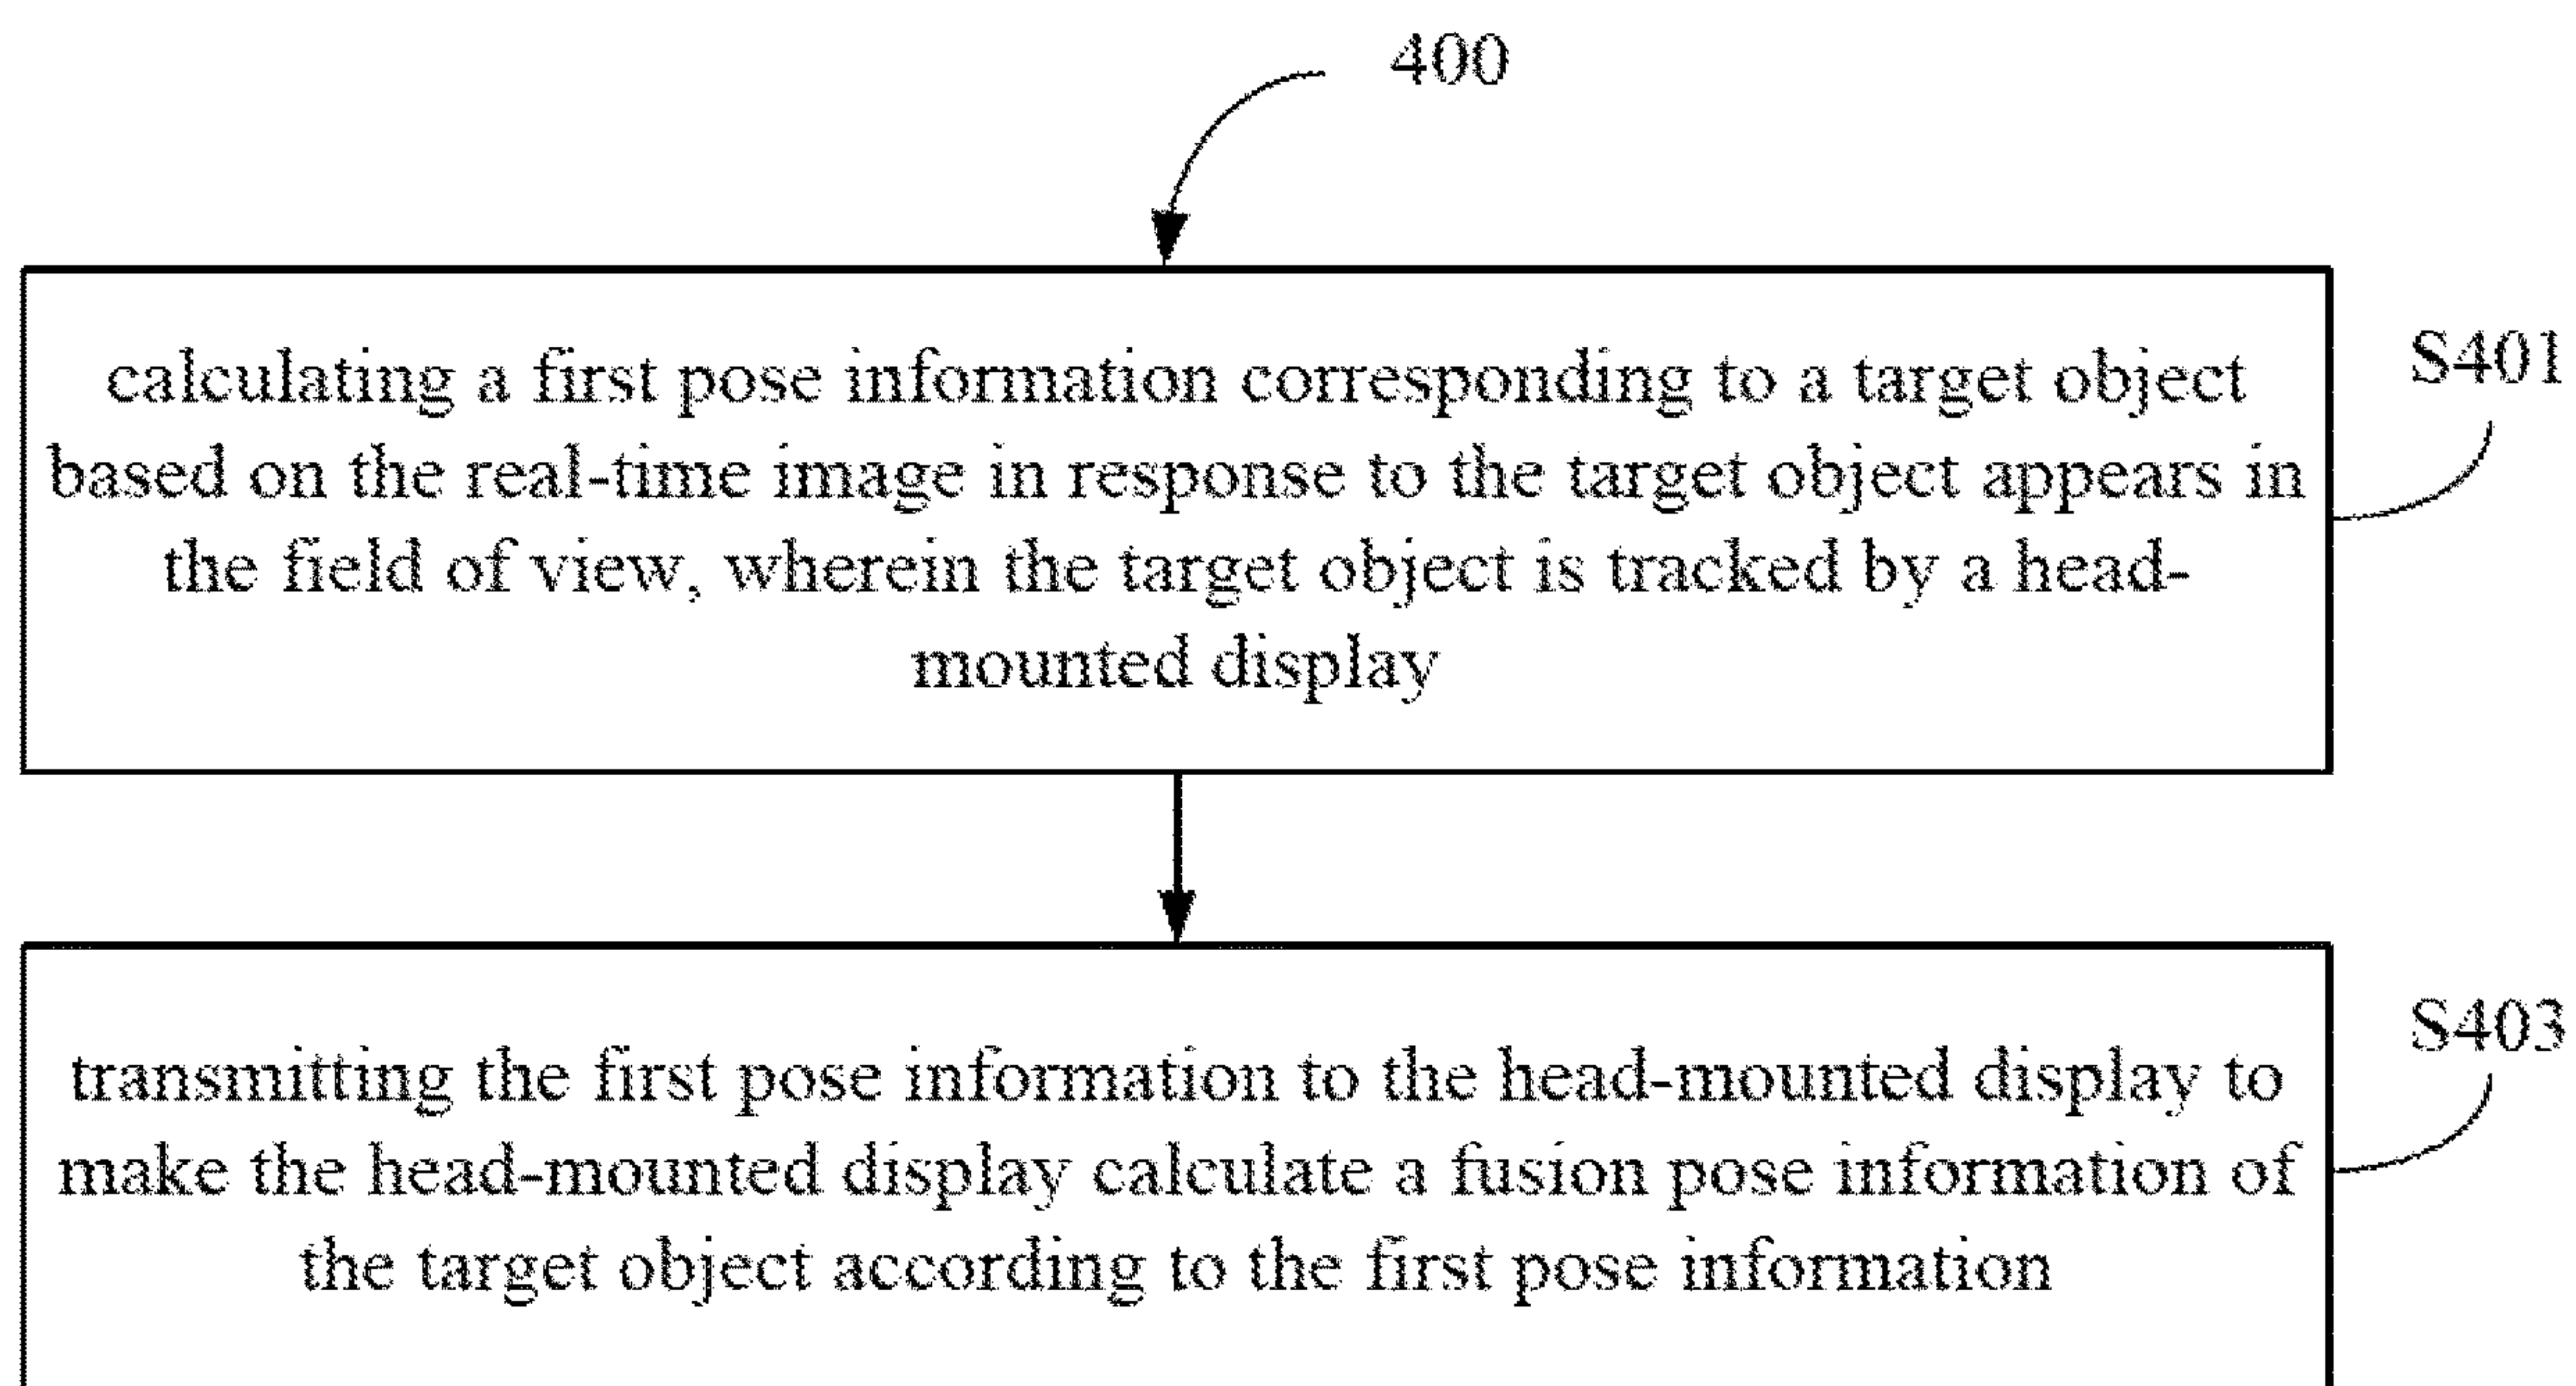 400
calculating a first pose information corresponding to a target object
based on the real-time image in response to the target object appears in
the field of view, wherein the target object is tracked by a head-
mounted display
S401
transmitting the first pose information to the head-mounted display to
make the head-mounted display calculate a fusion pose information of
the target object according to the first pose information
S403